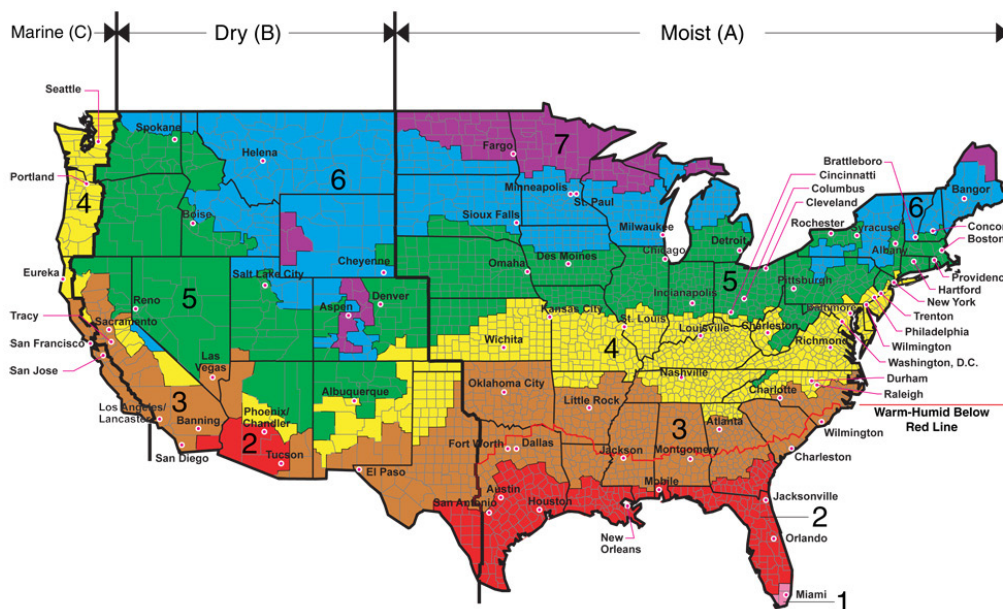 Marine (C)
Dry (B)
Moist (A)
Seattle
Spokane
Helena
Fargo
7
Brattleboro
Cincinnatti
Columbus
Cleveland
Portland
4
6
Minneapolis
St. Paul
Rochester
Syracuse
6
Bangor
Boise
Sioux Falls
Milwaukee
Detroit
Albany
Concor
Boston
Eureka
Salt Lake City
Cheyenne
Omaha
Des Moines
Chicago
5
Pittsburgh
Providenc
Hartford
New York
Reno
5
Aspen
Denver
Indianapolis
Trenton
Tracy
Sacramento
Kansas City
St. Louis
Louisville
Charleston
Baltimore
Philadelphia
San Francisco
Wichita
4
Richmond
Wilmington
Washington, D.C.
San Jose
Las
Vegas
Albuquerque
Nashville
Durham
Raleigh
3
Oklahoma City
Little Rock
Charlotte
Los Angeles/
Lancaster
Banning
Phoenix/
Chandler
2
3
Atlanta
Warm-Humid Below
Red Line
Wilmington
San Diego
Tucson
El Paso
Fort Worth
Dallas
Jackson
Montgomery
Charleston
Austin
San Antonio
Houston
Mobile
Jacksonville
2
New
Orleans
Orlando
Miami
1